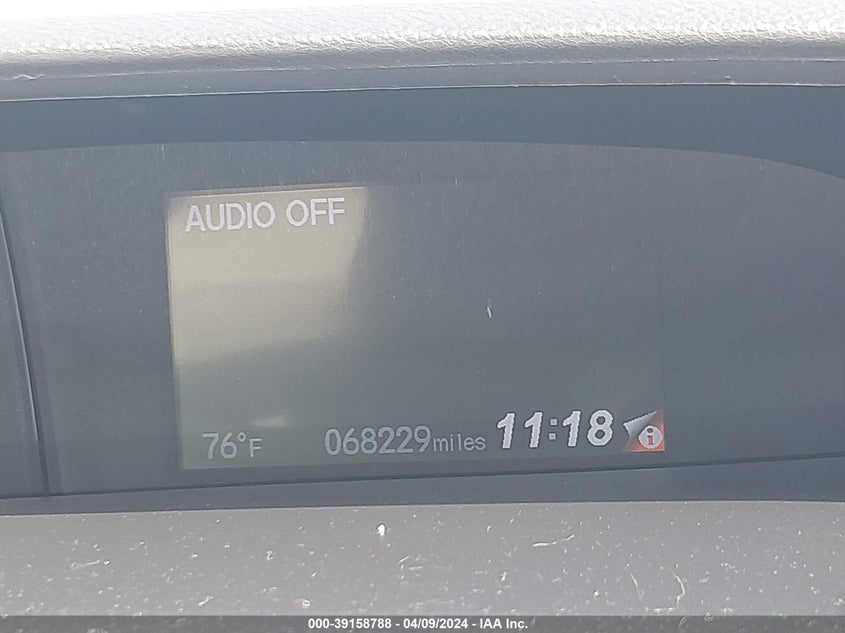 AUDIO OFF
76°F 068229miles 11:18 i
000-39158788 - 04/09/2024 - IAA Inc.